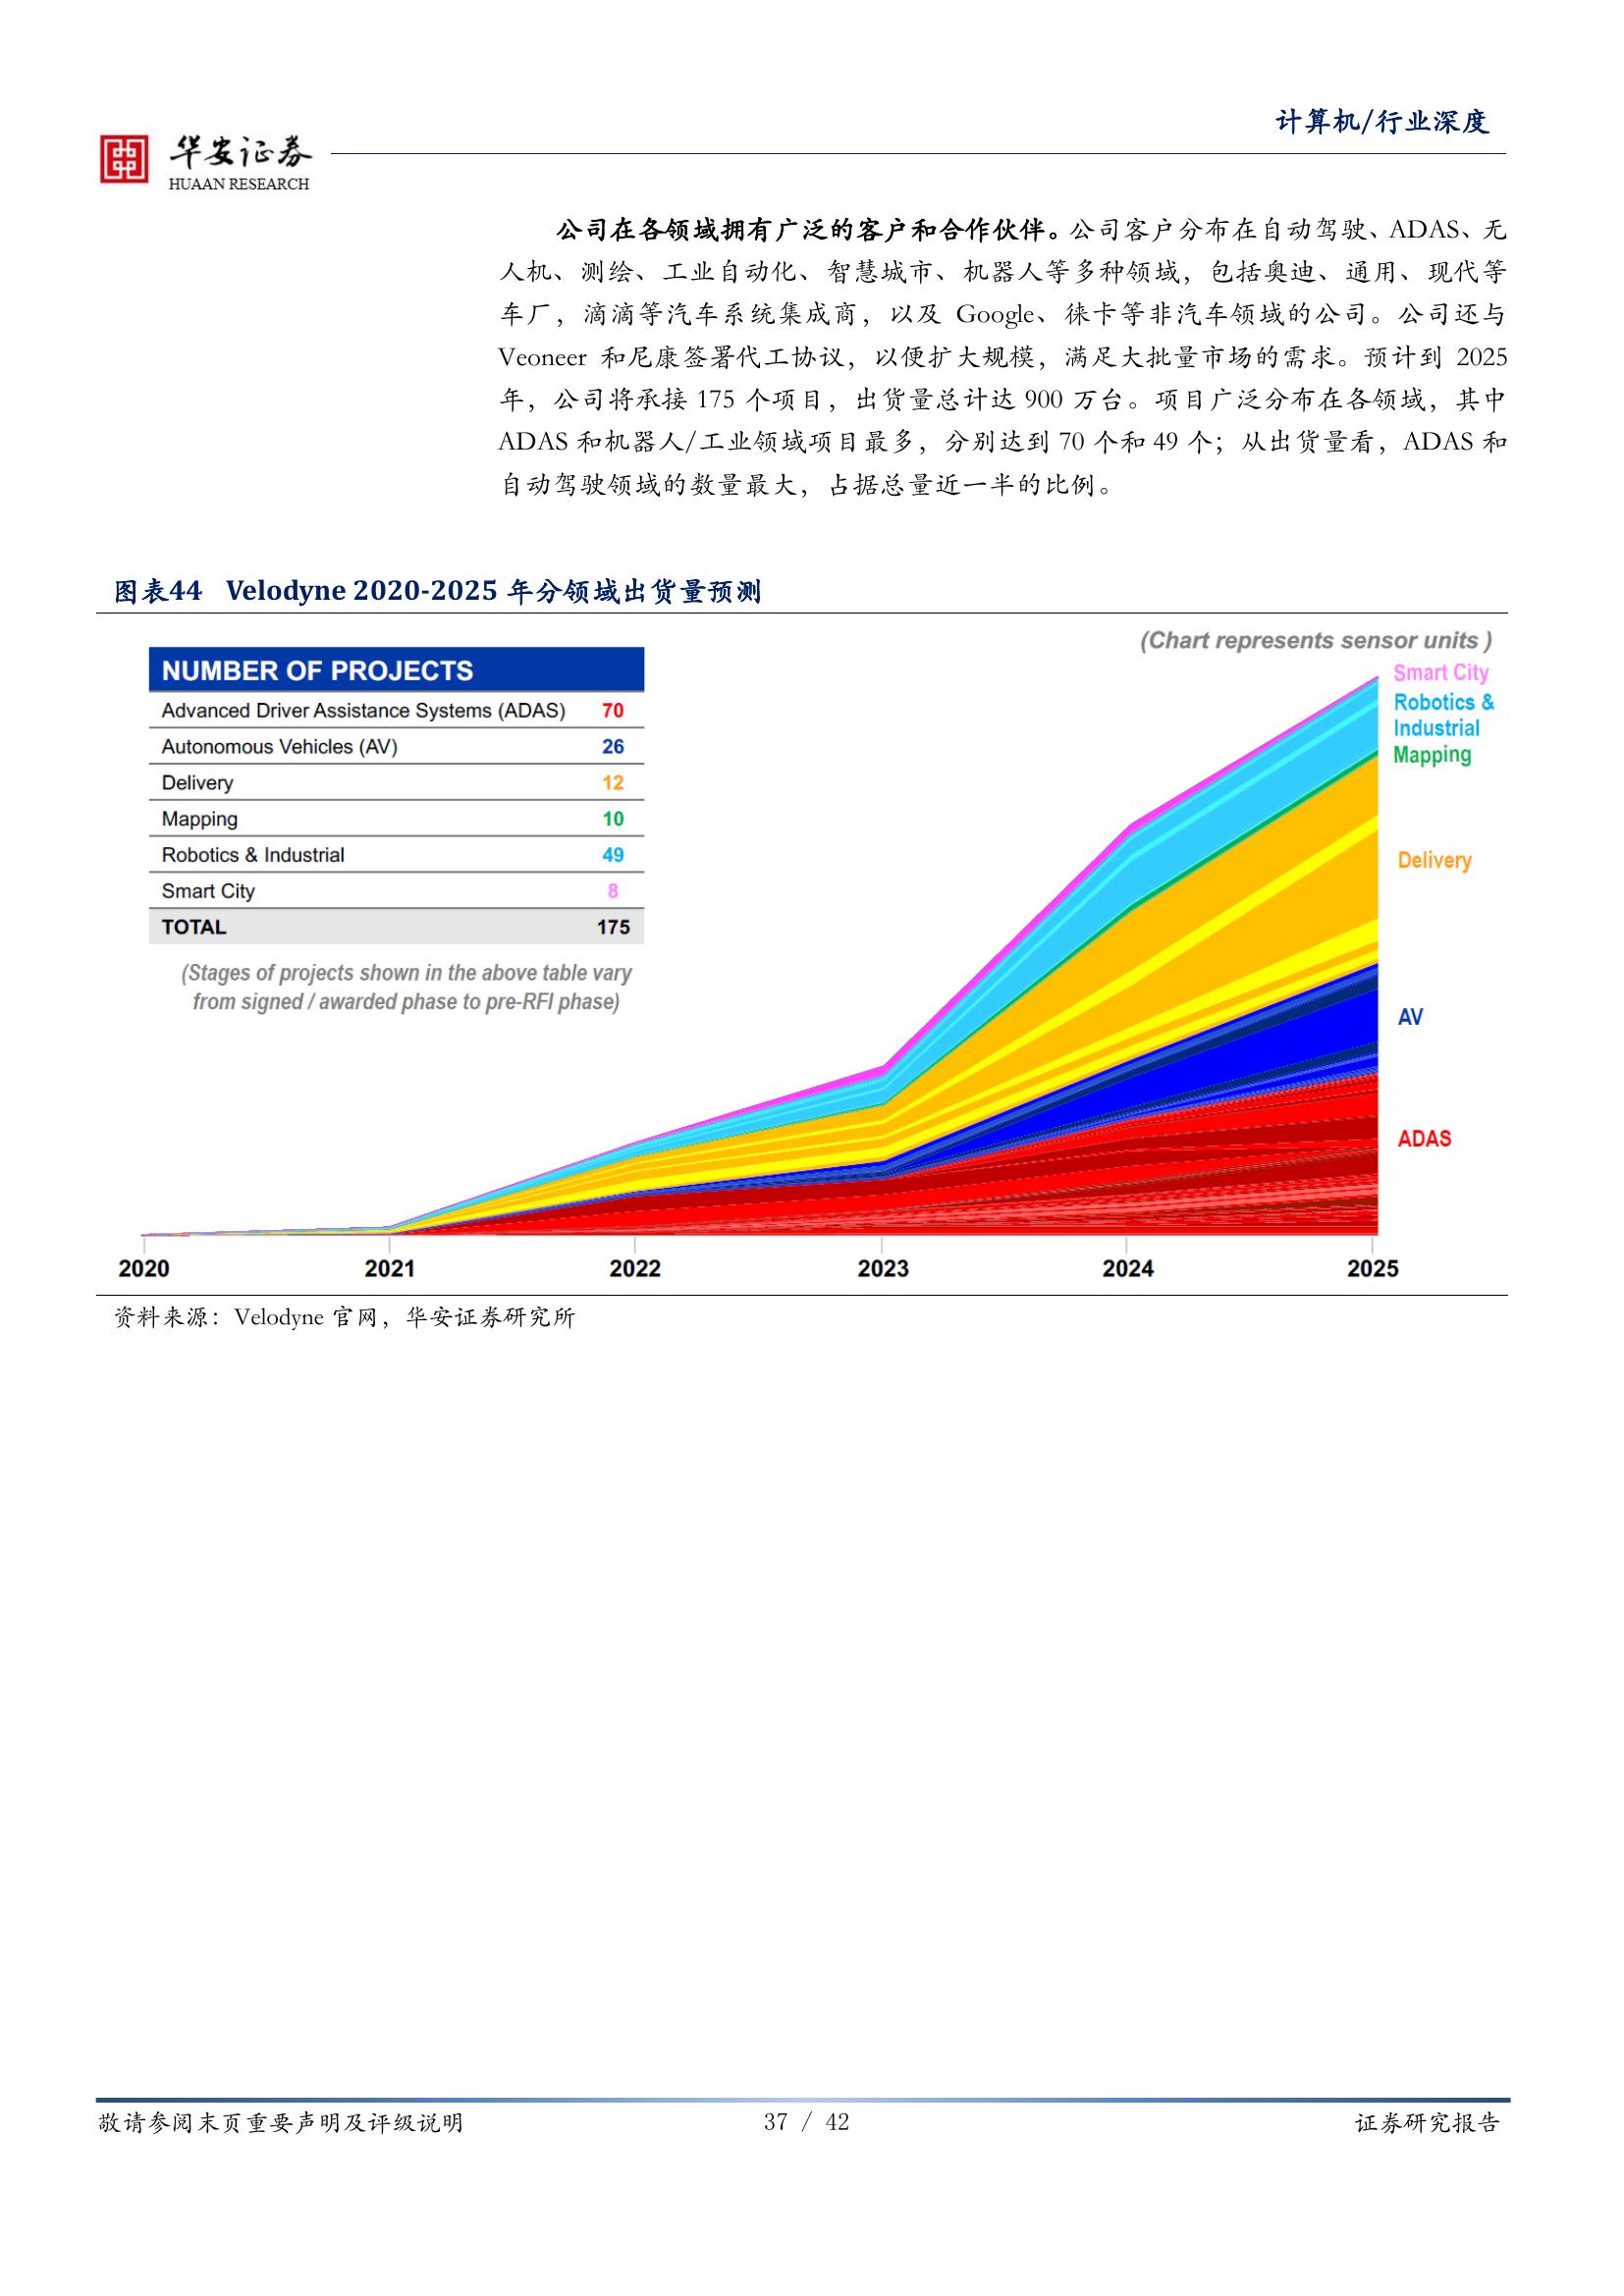 计算机/行业深度
华安证券
HUAAN RESEARCH
公司在各领域拥有广泛的客户和合作伙伴。公司客户分布在自动驾驶、ADAS、无
人机、测绘、工业自动化、智慧城市、机器人等多种领域，包括奥迪、通用、现代等
车厂，滴滴等汽车系统集成商，以及 Google、徕卡等非汽车领域的公司。公司还与
Veoneer 和尼康签署代工协议，以便扩大规模，满足大批量市场的需求。预计到 2025
年，公司将承接 175 个项目，出货量总计达 900 万台。项目广泛分布在各领域，其中
ADAS 和机器人/工业领域项目最多，分别达到 70 个和 49 个；从出货量看，ADAS 和
自动驾驶领域的数量最大，占据总量近一半的比例。
图表44 Velodyne 2020-2025 年分领域出货量预测
(Chart represents sensor units )
NUMBER OF PROJECTS
Advanced Driver Assistance Systems (ADAS) 70
Autonomous Vehicles (AV) 26
Delivery 12
Mapping 10
Robotics & Industrial 49
Smart City 8
TOTAL 175
(Stages of projects shown in the above table vary
from signed / awarded phase to pre-RFI phase)
Smart City
Robotics &
Industrial
Mapping
Delivery
AV
ADAS
2020 2021 2022 2023 2024 2025
资料来源：Velodyne 官网，华安证券研究所
敬请参阅末页重要声明及评级说明 37 / 42 证券研究报告